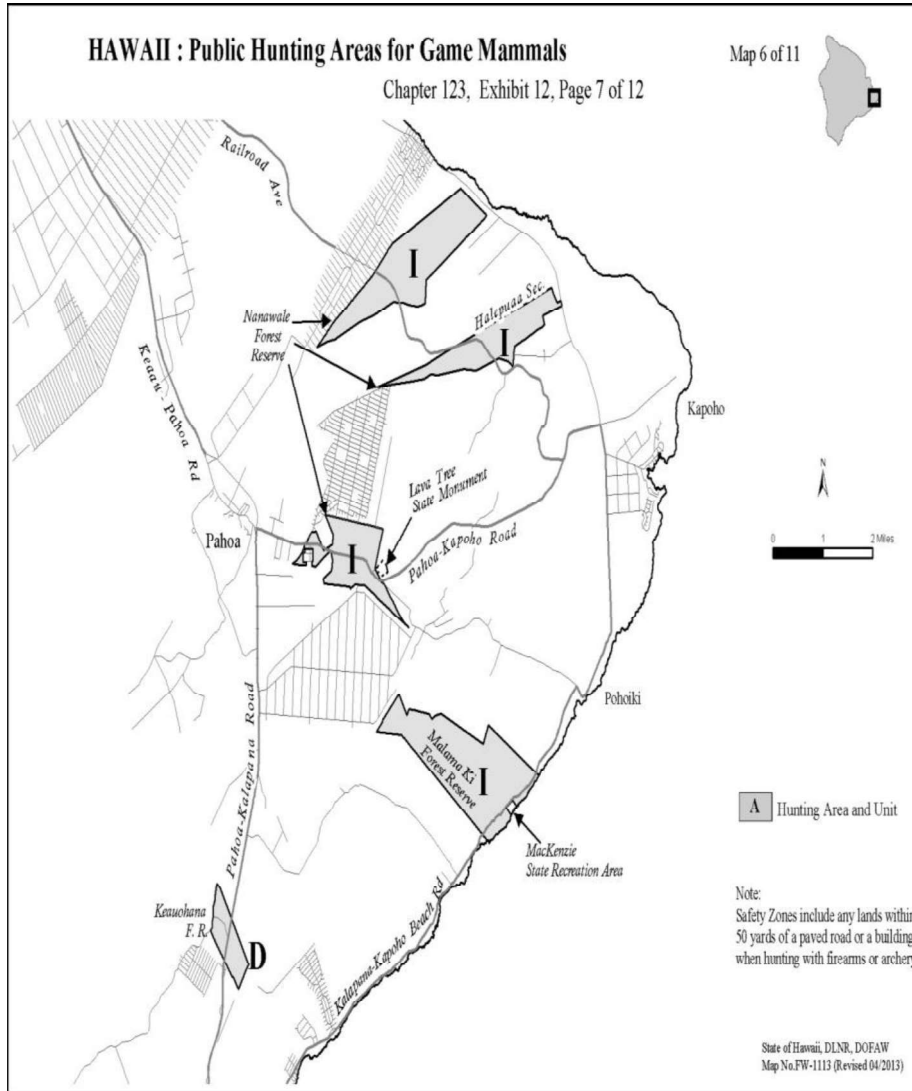 HAWAII : Public Hunting Areas for Game Mammals
Map 6 of 11
Chapter 123, Exhibit 12, Page 7 of 12
Railroad Ave
I
Halepuaa Sec.
Nanawale
Forest
Reserve
I
Keaau - Pahoa Rd
Kapoho
N
Lava Tree
State Monument
0 1 2 Miles
Pahoa
I
Pahoa-Kapoho Road
Pohoiki
Pahoa-Kalapana Road
Malama Ki
Forest Reserve
I
A Hunting Area and Unit
MacKenzie
State Recreation Area
Keauohana
F. R.
D
Kalapana-Kapoho Beach Rd
Note:
Safety Zones include any lands within
50 yards of a paved road or a building
when hunting with firearms or archery
State of Hawaii, DLNR, DOFAW
Map No.FW-1113 (Revised 04/2013)